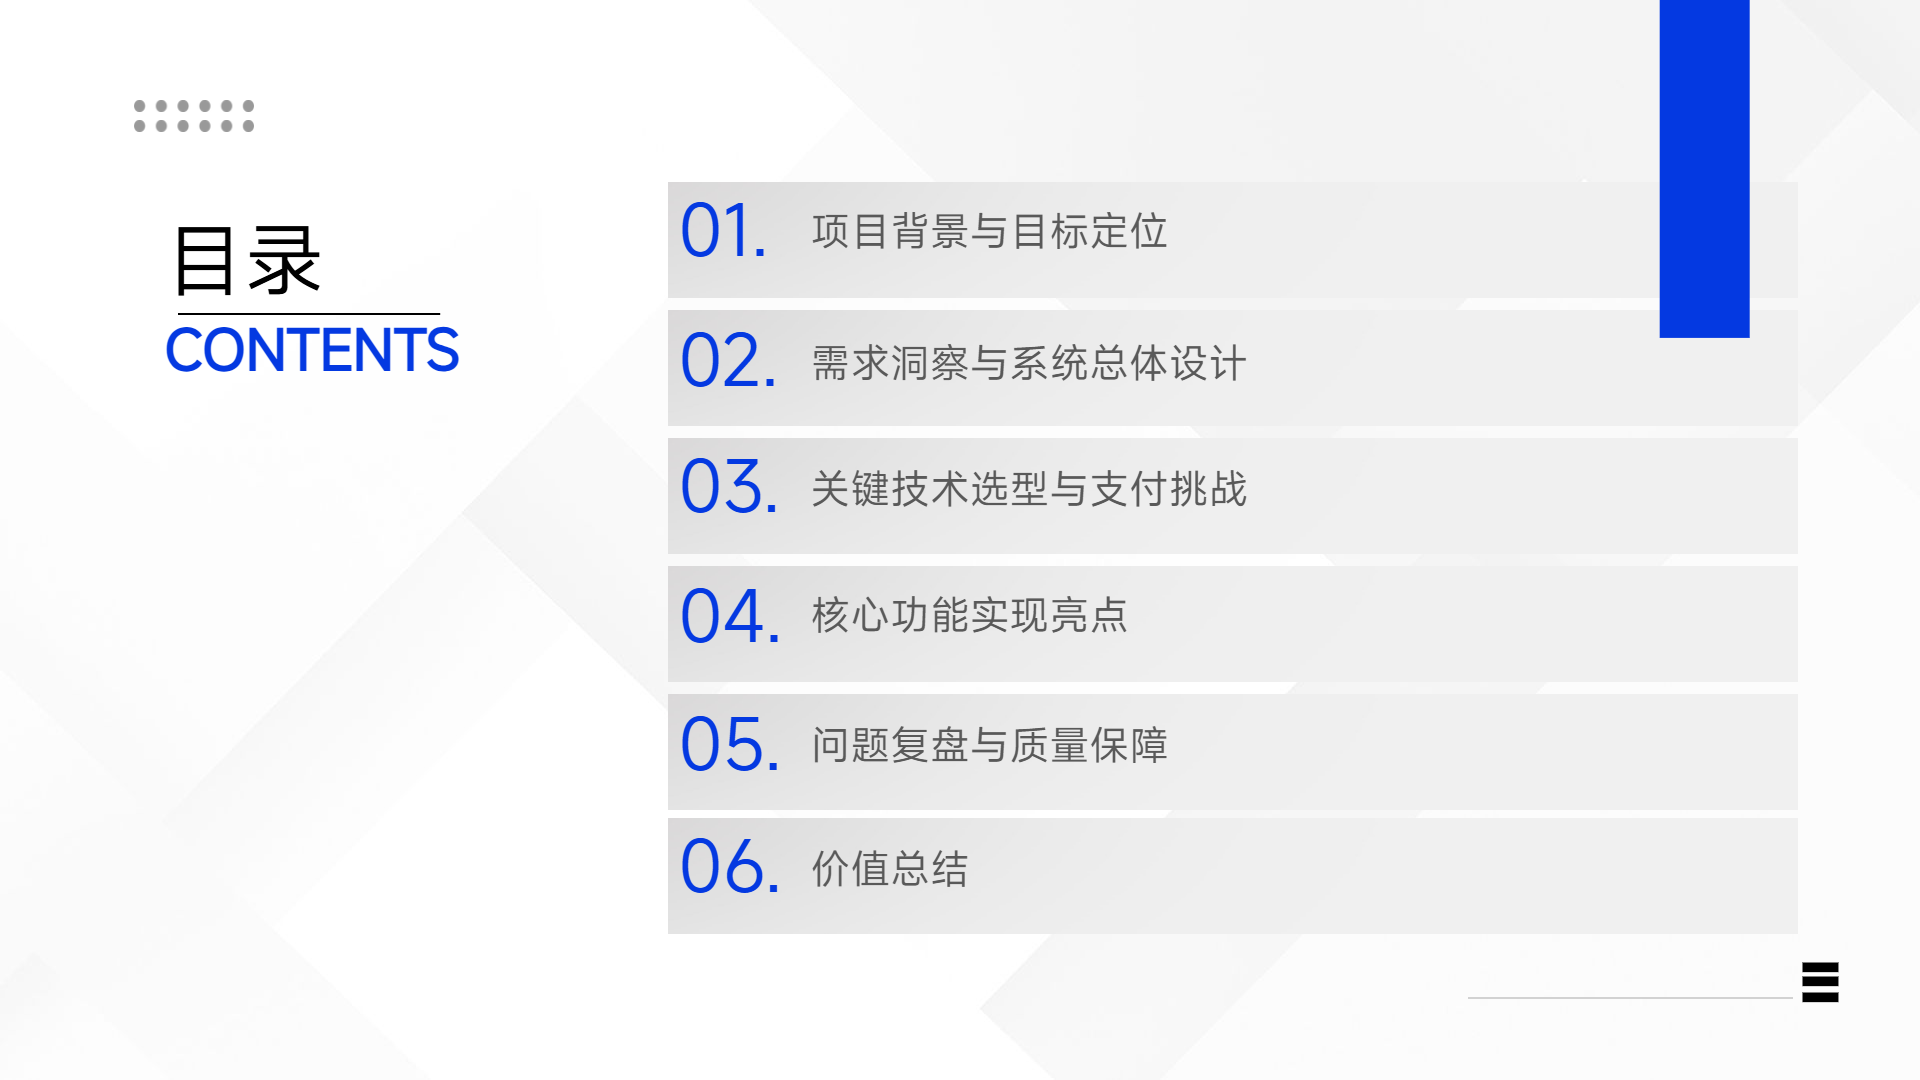 目录
CONTENTS
01. 项目背景与目标定位
02. 需求洞察与系统总体设计
03. 关键技术选型与支付挑战
04. 核心功能实现亮点
05. 问题复盘与质量保障
06. 价值总结